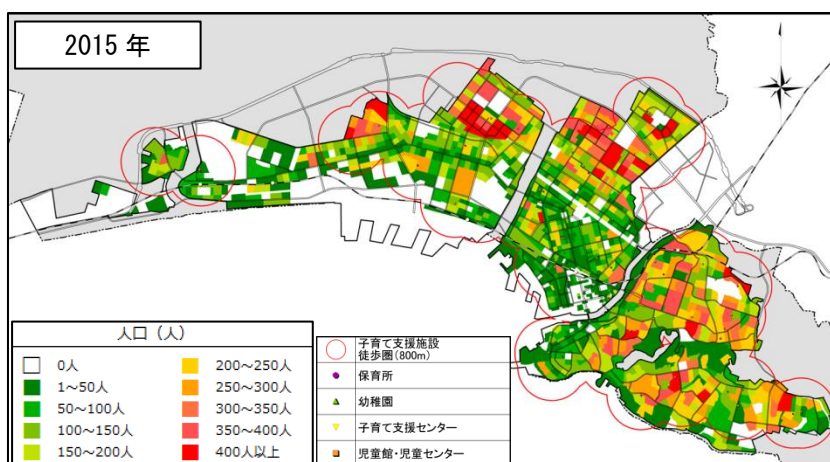 2015 年
人口（人）
0人
1～50人
50～100人
100～150人
150～200人
200～250人
250～300人
300～350人
350～400人
400人以上
子育て支援施設
徒歩圏(800m)
保育所
幼稚園
子育て支援センター
児童館・児童センター